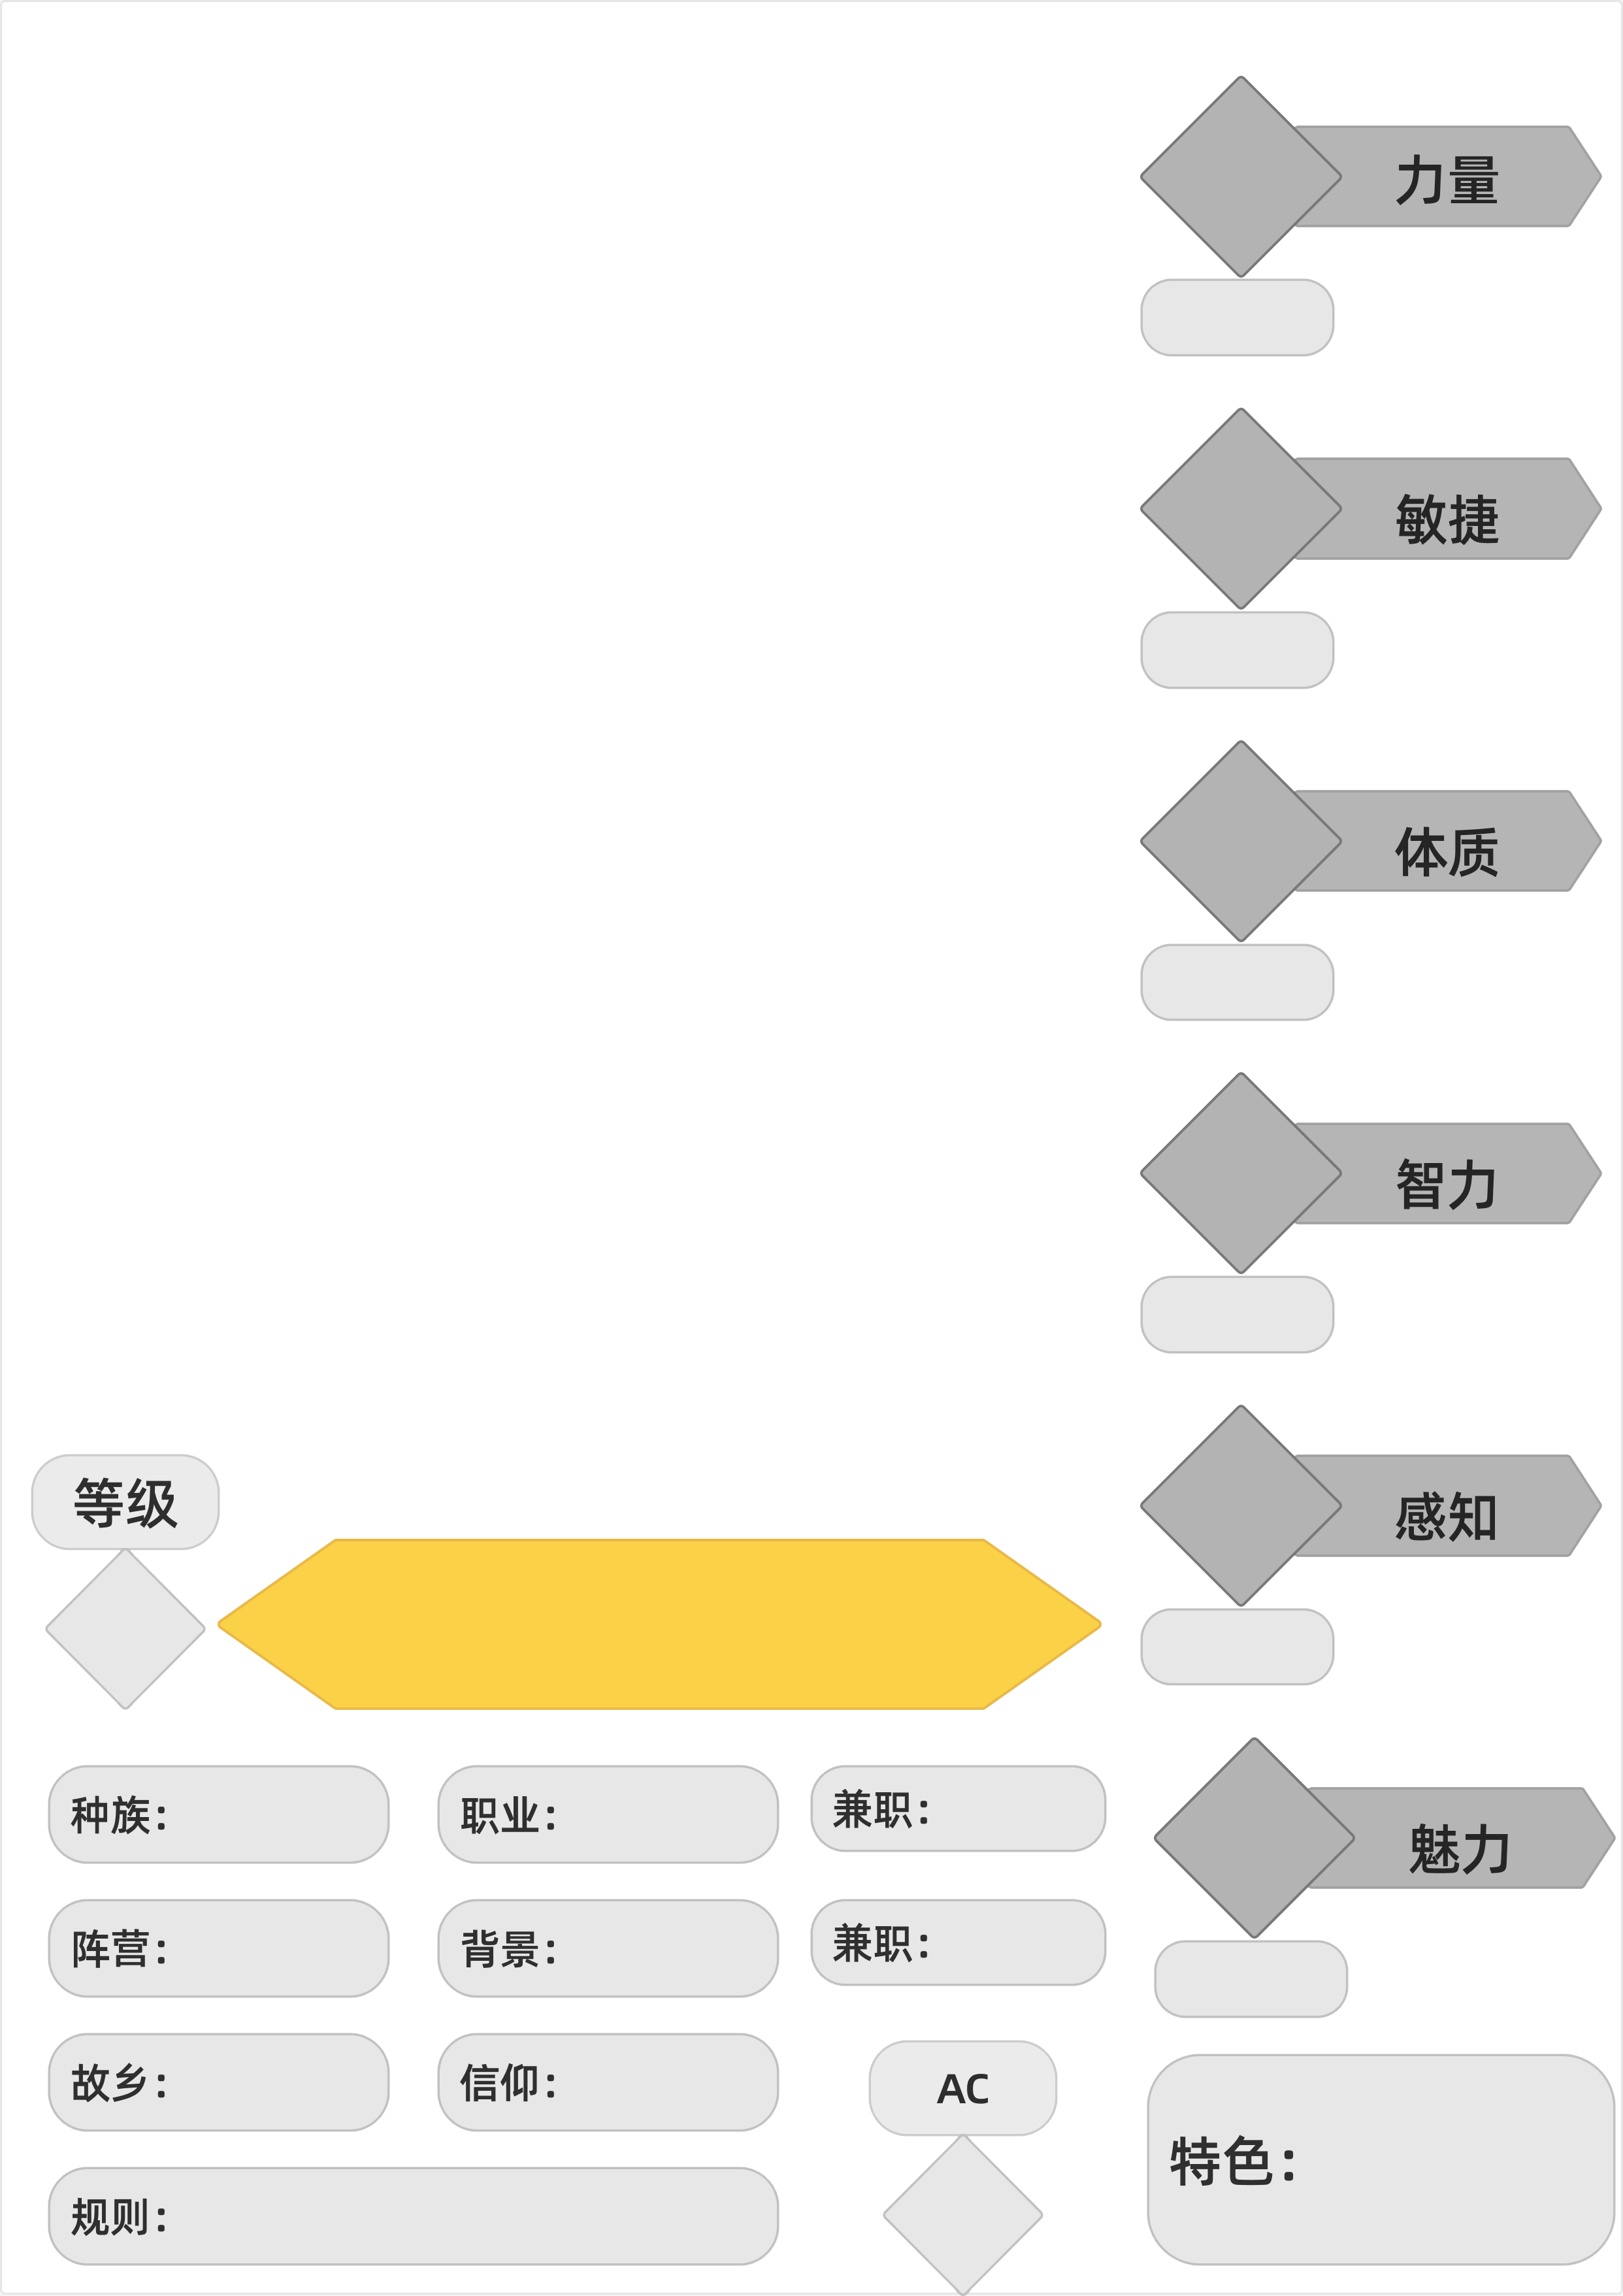 力量
敏捷
体质
智力
感知
等级
种族：
职业：
兼职：
魅力
阵营：
背景：
兼职：
故乡：
信仰：
AC
特色：
规则：